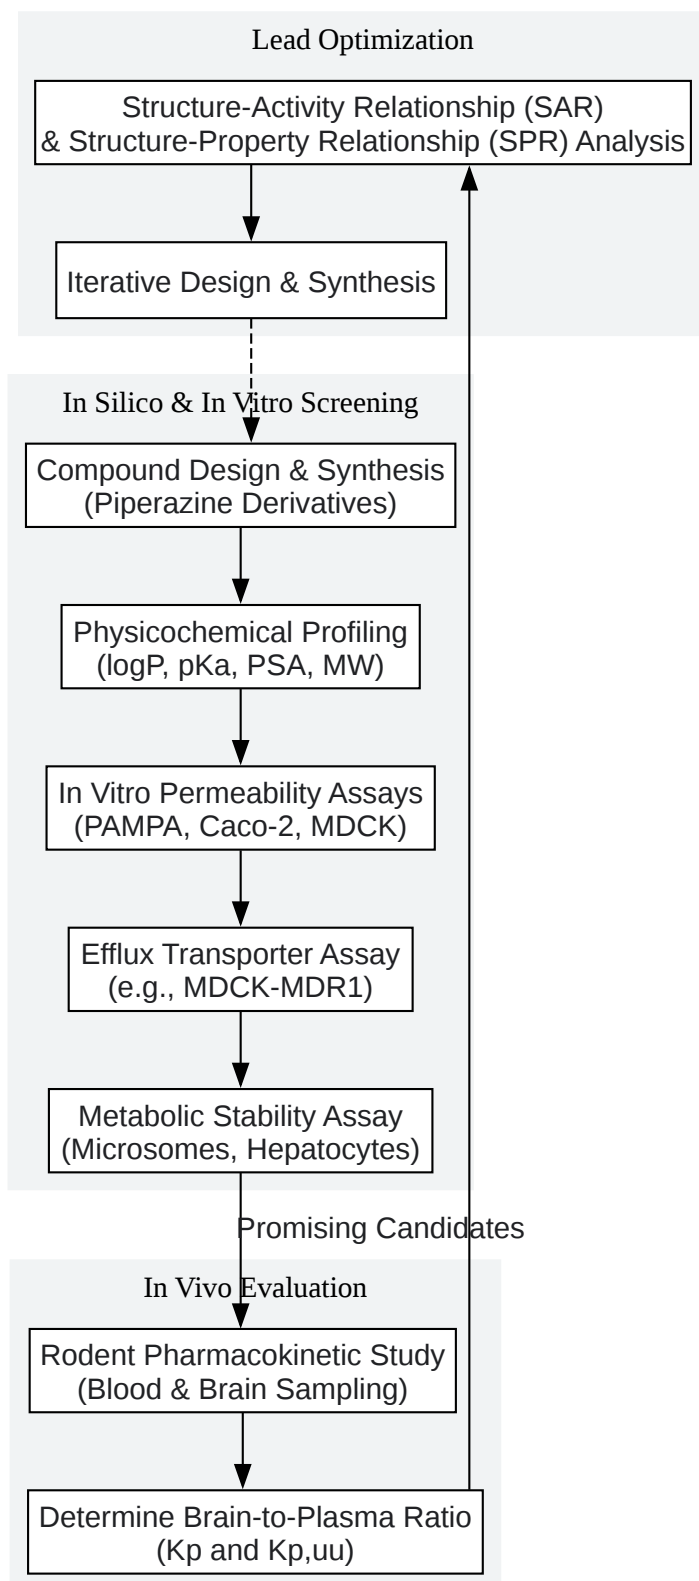 Lead Optimization
Structure-Activity Relationship (SAR)
& Structure-Property Relationship (SPR) Analysis
Iterative Design & Synthesis
In Silico & In Vitro Screening
Compound Design & Synthesis
(Piperazine Derivatives)
Physicochemical Profiling
(logP, pKa, PSA, MW)
In Vitro Permeability Assays
(PAMPA, Caco-2, MDCK)
Efflux Transporter Assay
(e.g., MDCK-MDR1)
Metabolic Stability Assay
(Microsomes, Hepatocytes)
Promising Candidates
In Vivo Evaluation
Rodent Pharmacokinetic Study
(Blood & Brain Sampling)
Determine Brain-to-Plasma Ratio
(Kp and Kp,uu)